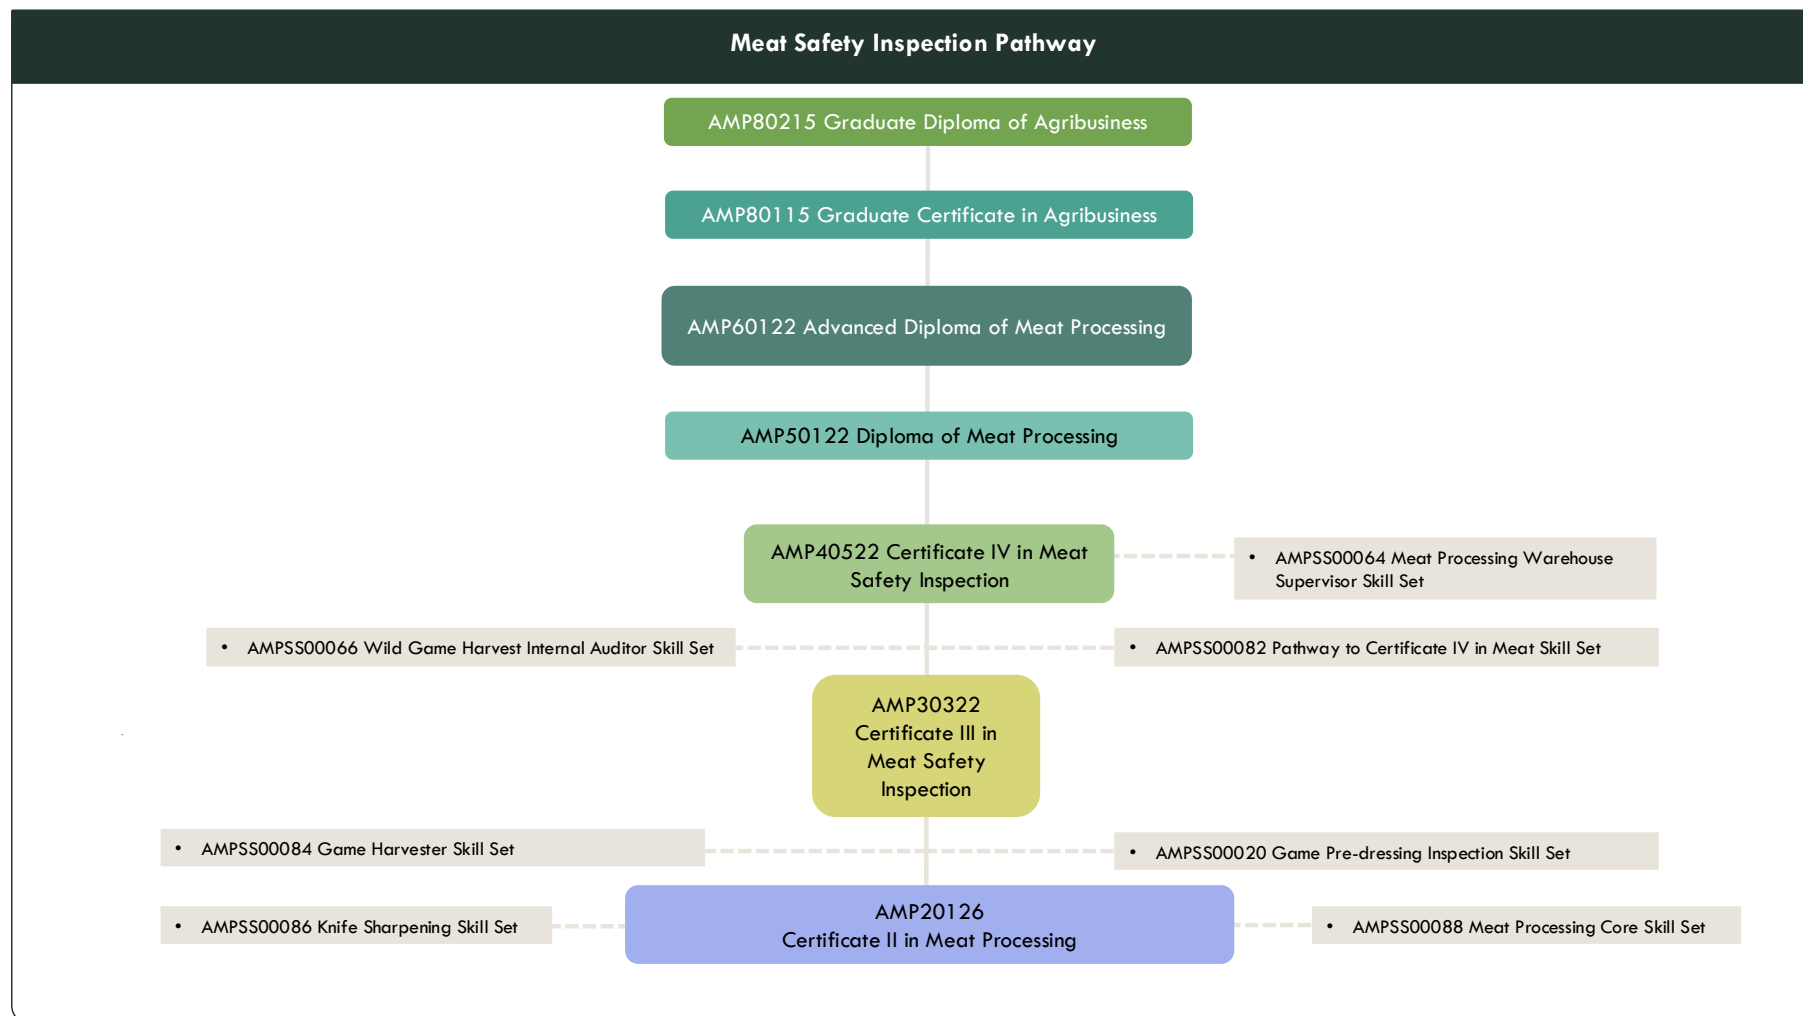 Meat Safety Inspection Pathway
AMP80215 Graduate Diploma of Agribusiness
AMP80115 Graduate Certificate in Agribusiness
AMP60122 Advanced Diploma of Meat Processing
AMP50122 Diploma of Meat Processing
AMP40522 Certificate IV in Meat
Safety Inspection
• AMPSS00064 Meat Processing Warehouse
Supervisor Skill Set
• AMPSS00066 Wild Game Harvest Internal Auditor Skill Set
• AMPSS00082 Pathway to Certificate IV in Meat Skill Set
AMP30322
Certificate III in
Meat Safety
Inspection
• AMPSS00084 Game Harvester Skill Set
• AMPSS00020 Game Pre-dressing Inspection Skill Set
AMP20126
Certificate II in Meat Processing
• AMPSS00086 Knife Sharpening Skill Set
• AMPSS00088 Meat Processing Core Skill Set